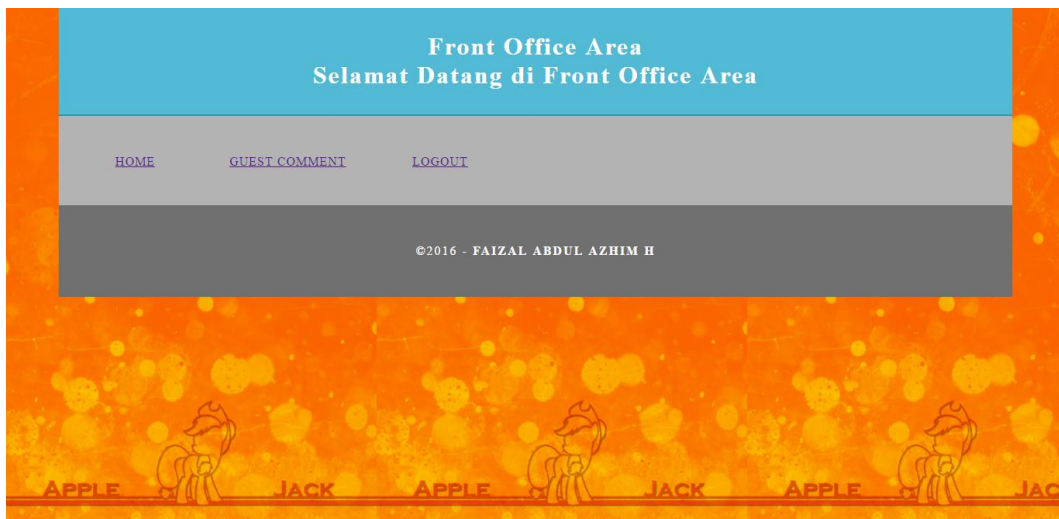 Front Office Area
Selamat Datang di Front Office Area
HOME GUEST COMMENT LOGOUT
©2016 - FAIZAL ABDUL AZHIM H
APPLE JACK APPLE JACK APPLE JAC